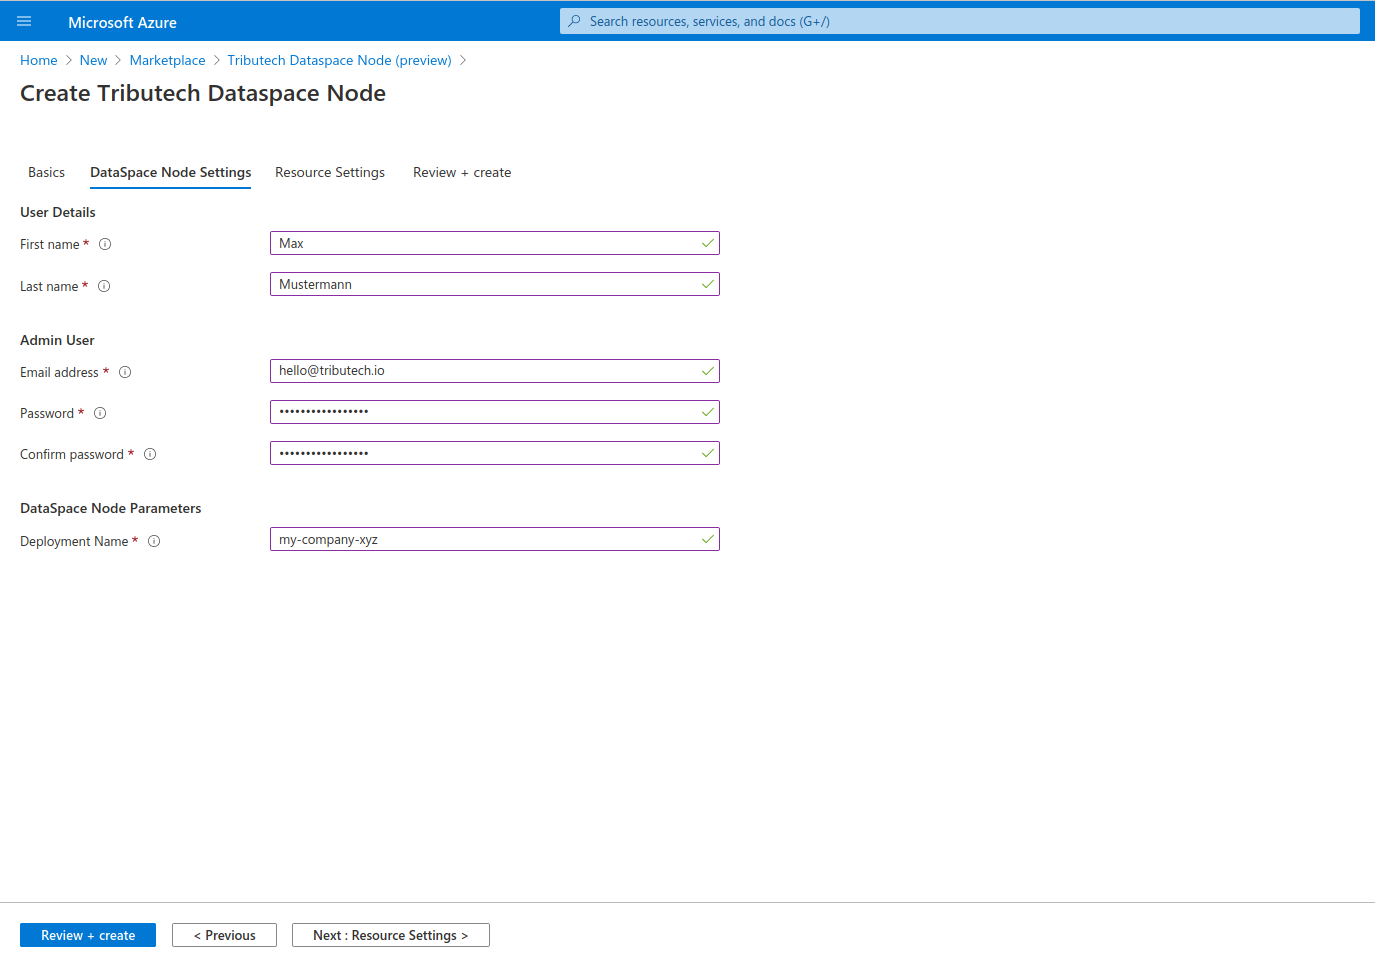 Microsoft Azure
Search resources, services, and docs (G+/)
Home > New > Marketplace > Tributech Dataspace Node (preview) >
Create Tributech Dataspace Node
Basics DataSpace Node Settings Resource Settings Review + create
User Details
First name * Max
Last name * Mustermann
Admin User
Email address * hello@tributech.io
Password * •••••••••••••••••
Confirm password * •••••••••••••••••
DataSpace Node Parameters
Deployment Name * my-company-xyz
Review + create < Previous Next : Resource Settings >